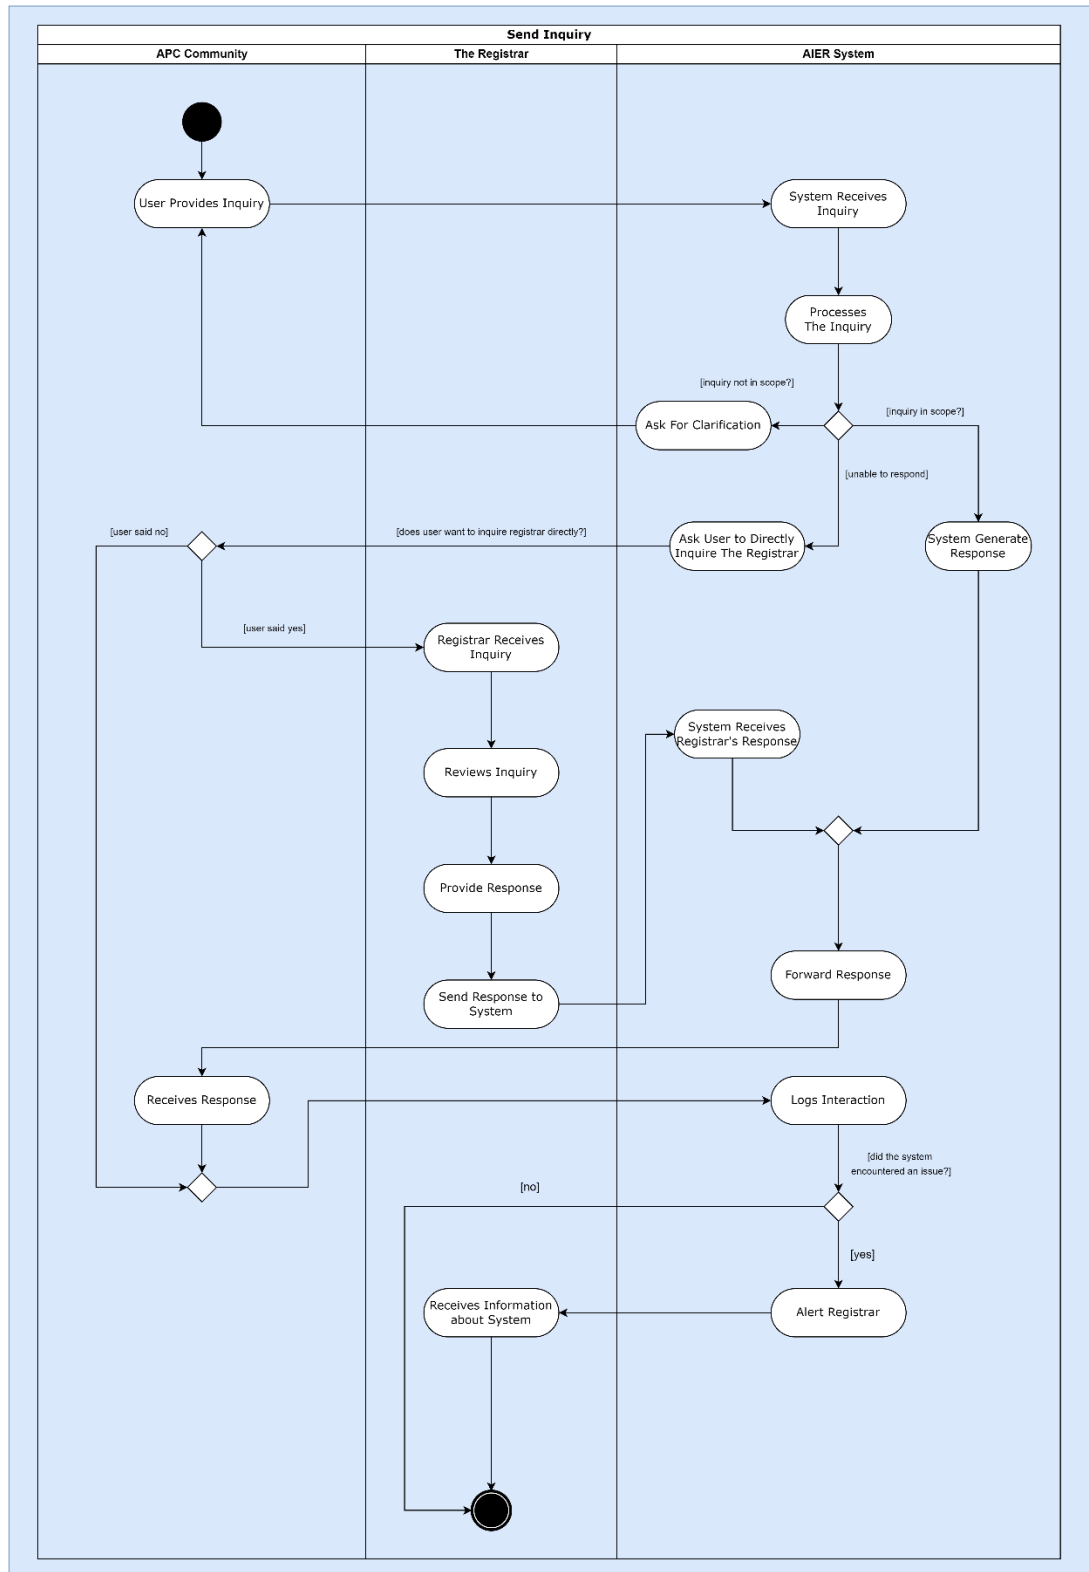 Send Inquiry
APC Community
The Registrar
AIER System
User Provides Inquiry
System Receives
Inquiry
Processes
The Inquiry
[inquiry not in scope?]
[inquiry in scope?]
Ask For Clarification
[unable to respond]
[user said no]
[does user want to inquire registrar directly?]
Ask User to Directly
Inquire The Registrar
System Generate
Response
[user said yes]
Registrar Receives
Inquiry
System Receives
Registrar's Response
Reviews Inquiry
Provide Response
Send Response to
System
Forward Response
Receives Response
Logs Interaction
[did the system
encountered an issue?]
[no]
[yes]
Receives Information
about System
Alert Registrar